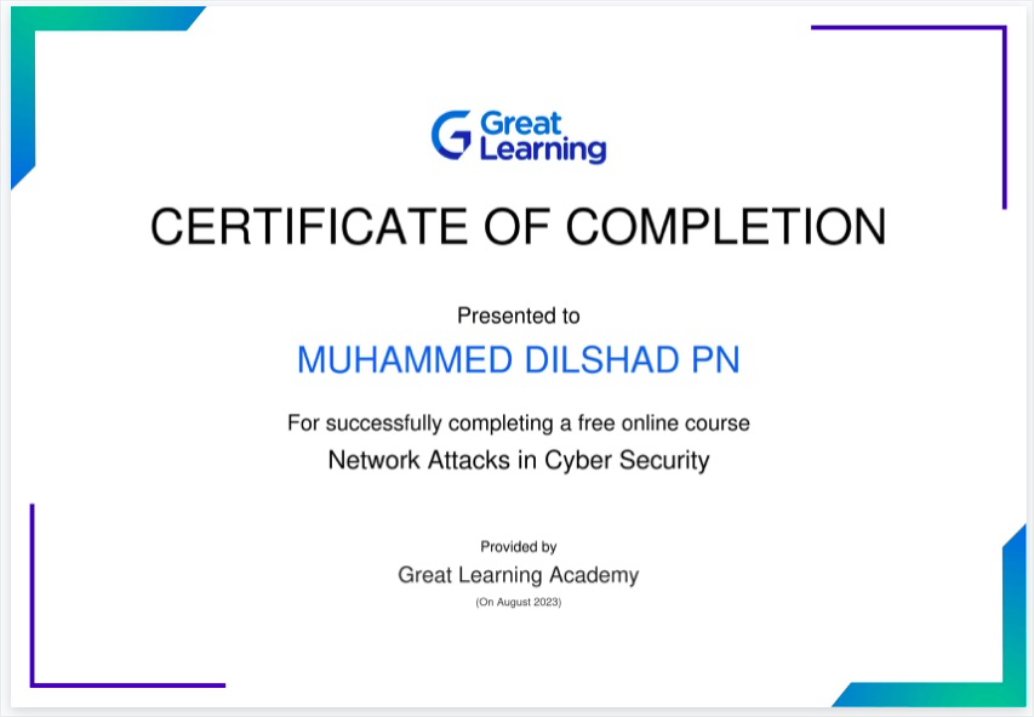 Great
Learning
CERTIFICATE OF COMPLETION
Presented to
MUHAMMED DILSHAD PN
For successfully completing a free online course
Network Attacks in Cyber Security
Provided by
Great Learning Academy
(On August 2023)